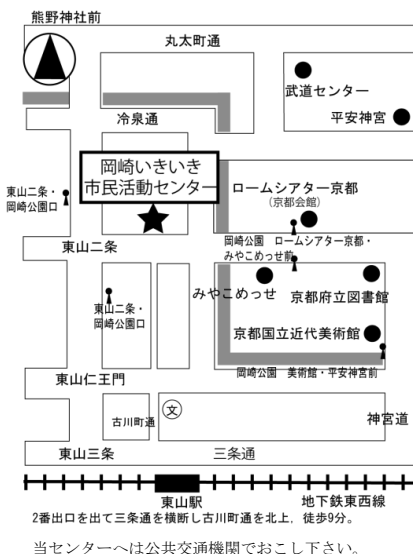 熊野神社前
丸太町通
武道センター
平安神宮
冷泉通
岡崎いきいき
市民活動センター
東山二条・
岡崎公園口
ロームシアター京都
(京都会館)
東山二条
岡崎公園 ロームシアター京都・
みやこめっせ前
みやこめっせ
京都府立図書館
東山二条・
岡崎公園口
京都国立近代美術館
東山仁王門
岡崎公園 美術館・平安神宮前
文
古川町通
神宮道
東山三条
三条通
東山駅
地下鉄東西線
2番出口を出て三条通を横断し古川町通を北上，徒歩9分。
当センターへは公共交通機関でおこし下さい。